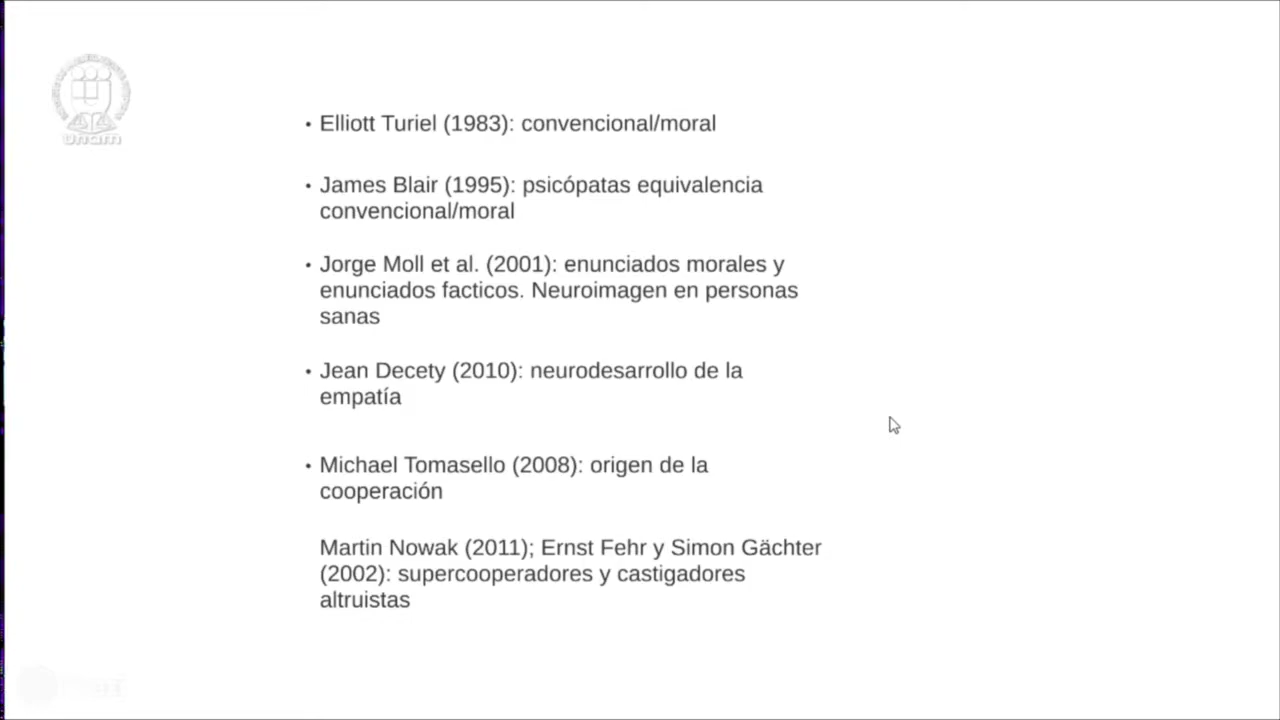 unam
• Elliott Turiel (1983): convencional/moral
• James Blair (1995): psicópatas equivalencia
convencional/moral
• Jorge Moll et al. (2001): enunciados morales y
enunciados facticos. Neuroimagen en personas
sanas
• Jean Decety (2010): neurodesarrollo de la
empatía
• Michael Tomasello (2008): origen de la
cooperación
Martin Nowak (2011); Ernst Fehr y Simon Gächter
(2002): supercooperadores y castigadores
altruistas